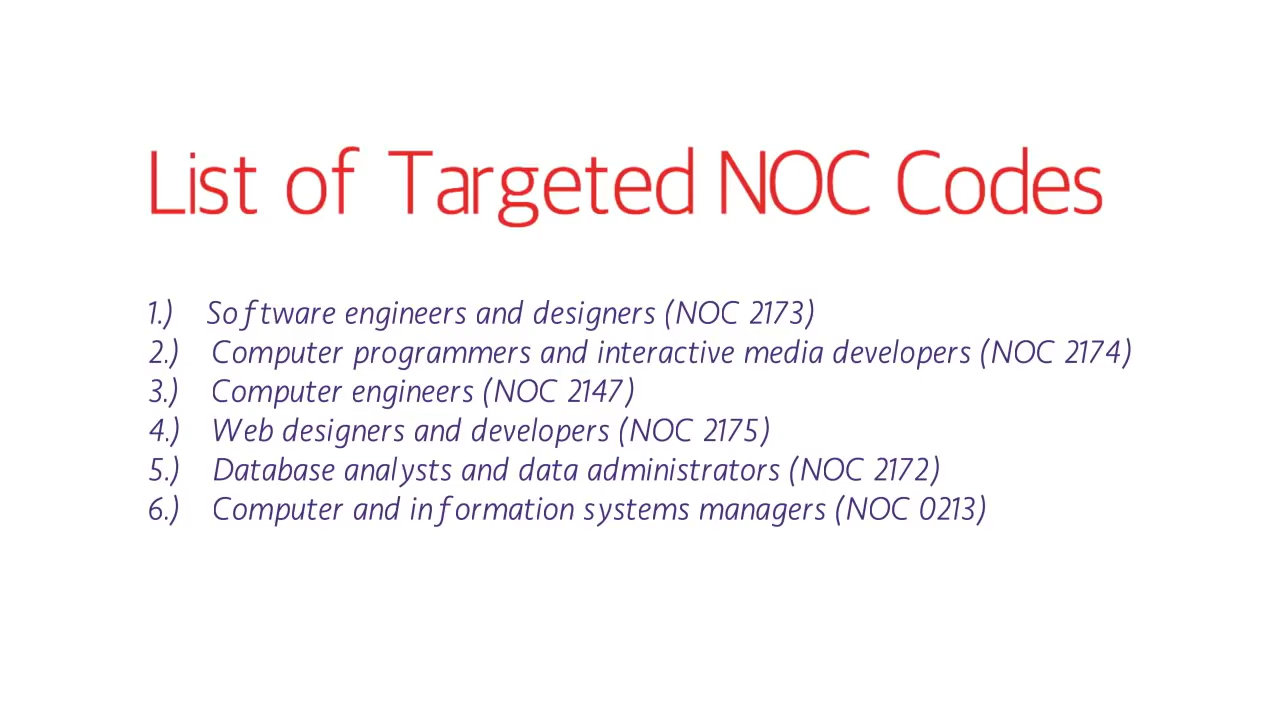 List of Targeted NOC Codes
1.) Software engineers and designers (NOC 2173)
2.) Computer programmers and interactive media developers (NOC 2174)
3.) Computer engineers (NOC 2147)
4.) Web designers and developers (NOC 2175)
5.) Database analysts and data administrators (NOC 2172)
6.) Computer and information systems managers (NOC 0213)